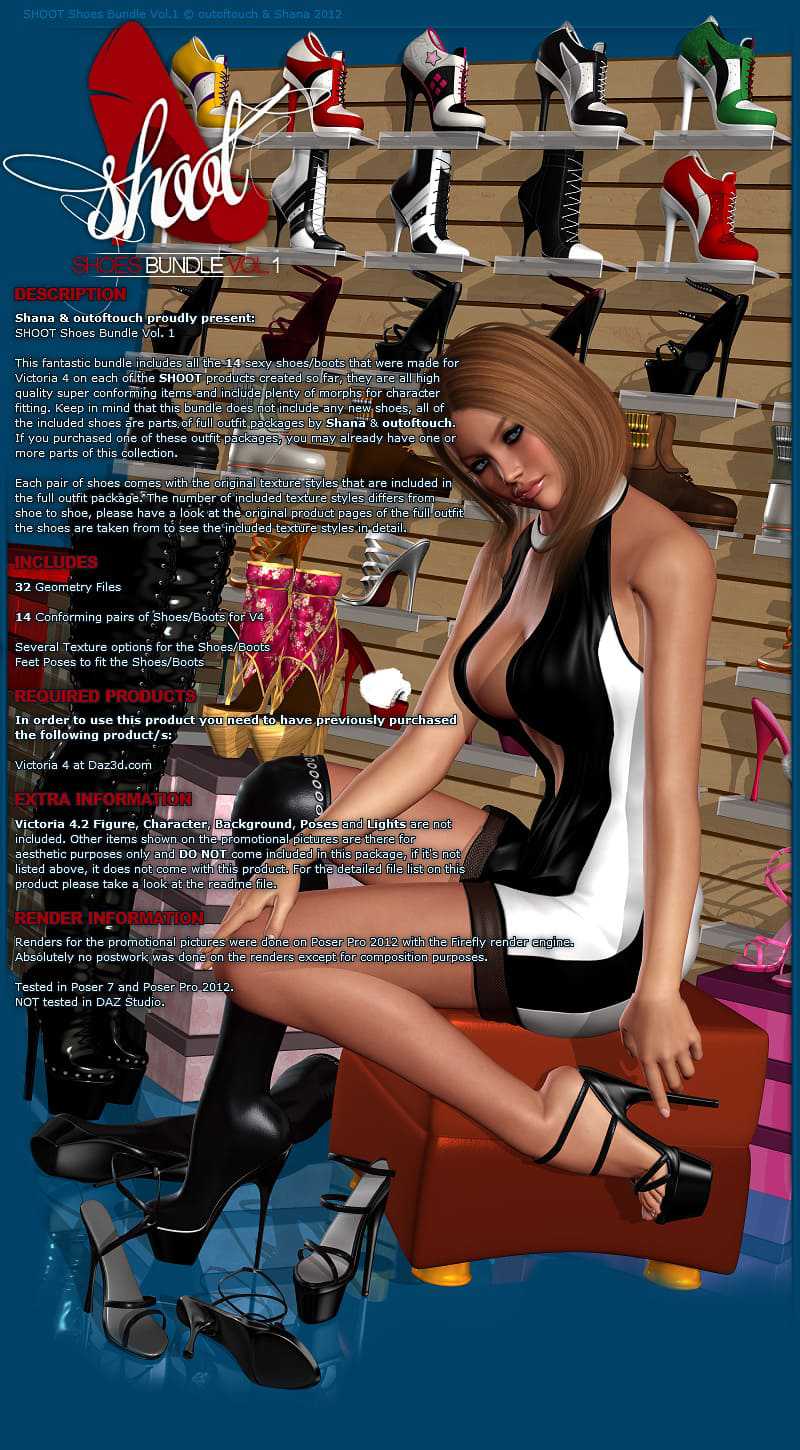 SHOOT Shoes Bundle Vol.1 © outoftouch & Shana 2012
shoot
SHOES BUNDLE VOL. 1
DESCRIPTION
Shana & outoftouch proudly present:
SHOOT Shoes Bundle Vol. 1
This fantastic bundle includes all the 14 sexy shoes/boots that were made for
Victoria 4 on each of the SHOOT products created so far, they are all high
quality super conforming items and include plenty of morphs for character
fitting. Keep in mind that this bundle does not include any new shoes, all of
the included shoes are parts of full outfit packages by Shana & outoftouch.
If you purchased one of these outfit packages, you may already have one or
more parts of this collection.
Each pair of shoes comes with the original texture styles that are included in
the full outfit package. The number of included texture styles differs from
shoe to shoe, please have a look at the original product pages of the full outfit
the shoes are taken from to see the included texture styles in detail.
INCLUDES
32 Geometry Files
14 Conforming pairs of Shoes/Boots for V4
Several Texture options for the Shoes/Boots
Feet Poses to fit the Shoes/Boots
REQUIRED PRODUCTS
In order to use this product you need to have previously purchased
the following product/s:
Victoria 4 at Daz3d.com
EXTRA INFORMATION
Victoria 4.2 Figure, Character, Background, Poses and Lights are not
included. Other items shown on the promotional pictures are there for
aesthetic purposes only and DO NOT come included in this package, if it's not
listed above, it does not come with this product. For the detailed file list on this
product please take a look at the readme file.
RENDER INFORMATION
Renders for the promotional pictures were done on Poser Pro 2012 with the Firefly render engine.
Absolutely no postwork was done on the renders except for composition purposes.
Tested in Poser 7 and Poser Pro 2012.
NOT tested in DAZ Studio.